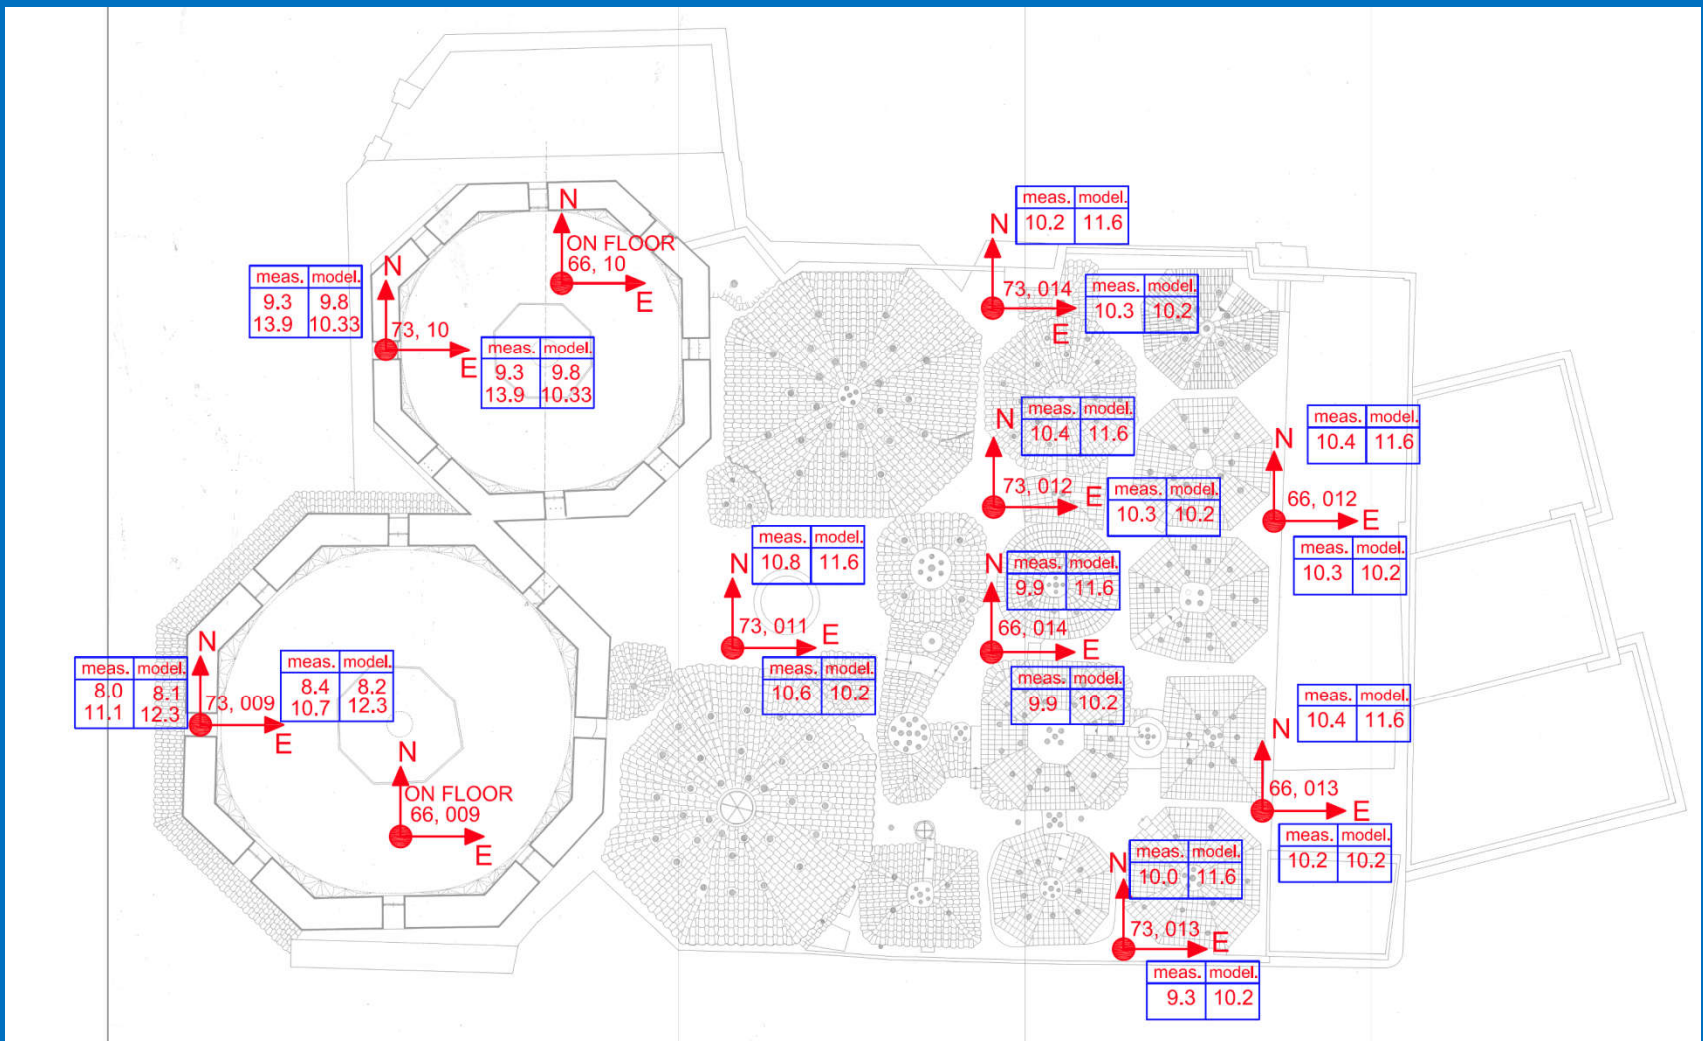 meas. model.
10.2 11.6
N
N
ON FLOOR
66, 10
E
meas. model.
9.3 9.8
13.9 10.33
N
73, 10
E
meas. model.
9.3 9.8
13.9 10.33
73, 014
E
meas. model.
10.3 10.2
meas. model.
10.4 11.6
N
73, 012
E
meas. model.
10.3 10.2
meas. model.
10.4 11.6
N
66, 012
E
meas. model.
10.3 10.2
meas. model.
10.8 11.6
N
73, 011
E
meas. model.
10.6 10.2
meas. model.
9.9 11.6
N
66, 014
E
meas. model.
9.9 10.2
meas. model.
8.0 8.1
11.1 12.3
N
73, 009
E
meas. model.
8.4 8.2
10.7 12.3
N
ON FLOOR
66, 009
E
meas. model.
10.4 11.6
N
66, 013
E
meas. model.
10.2 10.2
meas. model.
10.0 11.6
N
73, 013
E
meas. model.
9.3 10.2